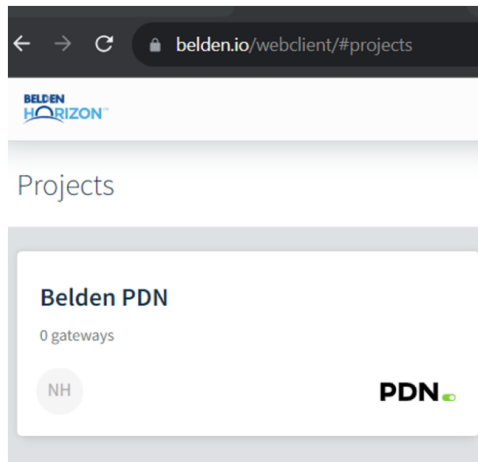 belden.io/webclient/#projects
BELDEN
HORIZON™
Projects
Belden PDN
0 gateways
NH
PDN